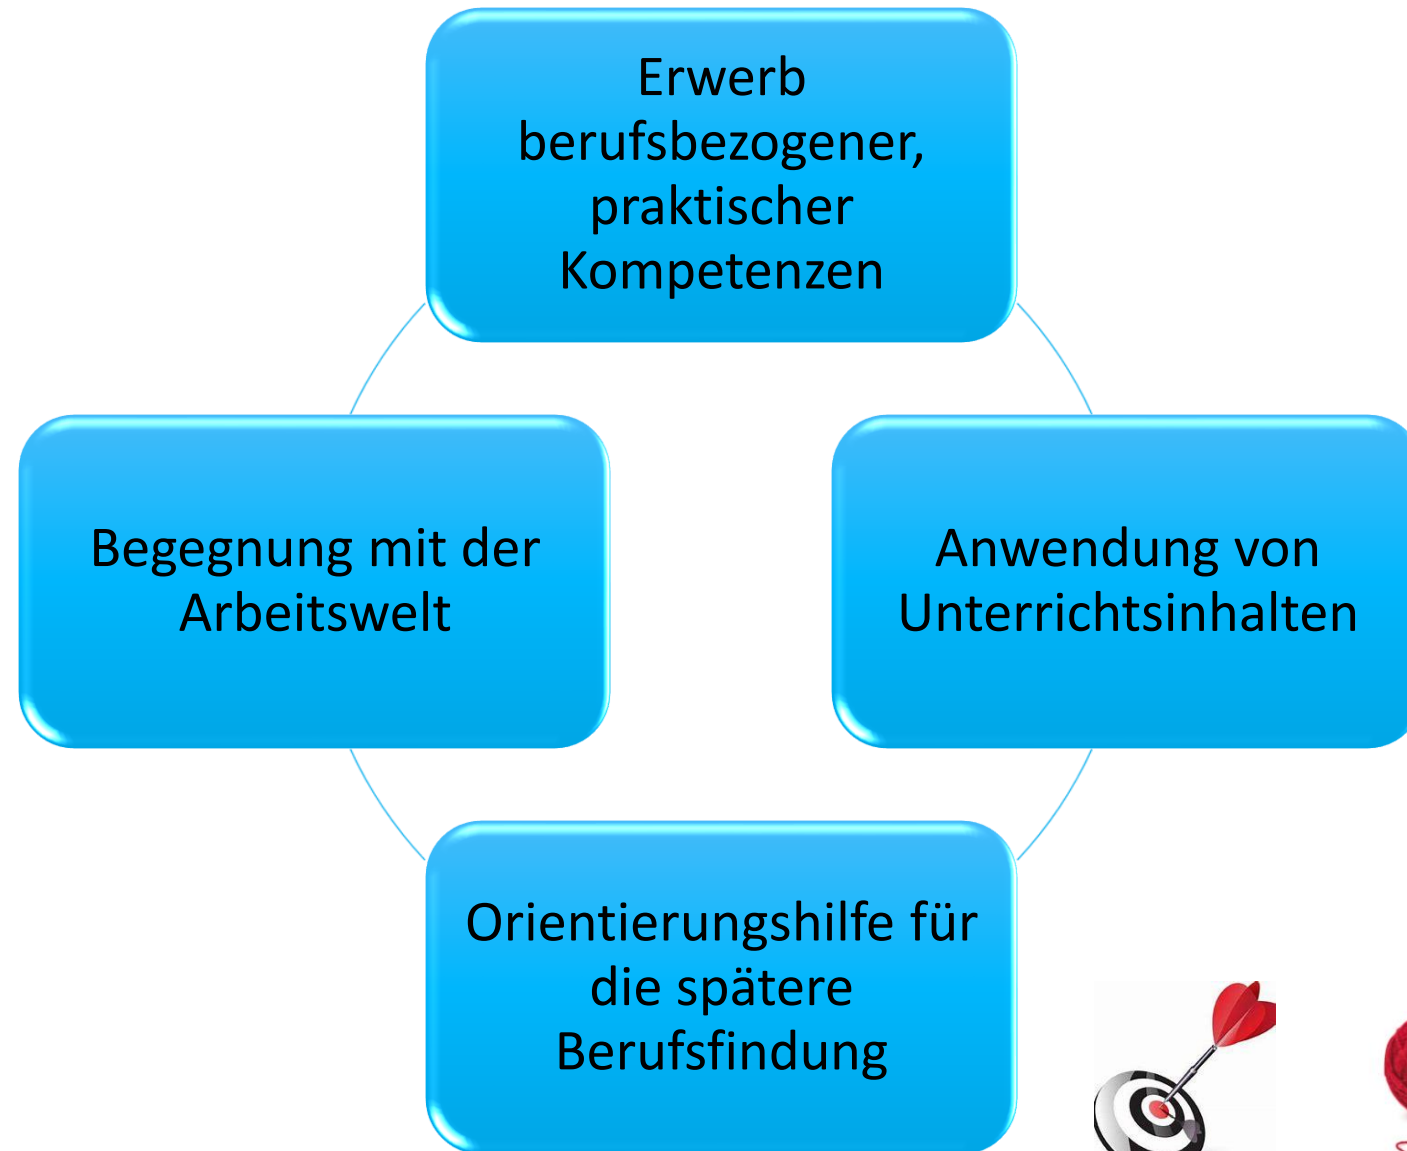 Erwerb
berufsbezogener,
praktischer
Kompetenzen
Begegnung mit der
Arbeitswelt
Anwendung von
Unterrichtsinhalten
Orientierungshilfe für
die spätere
Berufsfindung